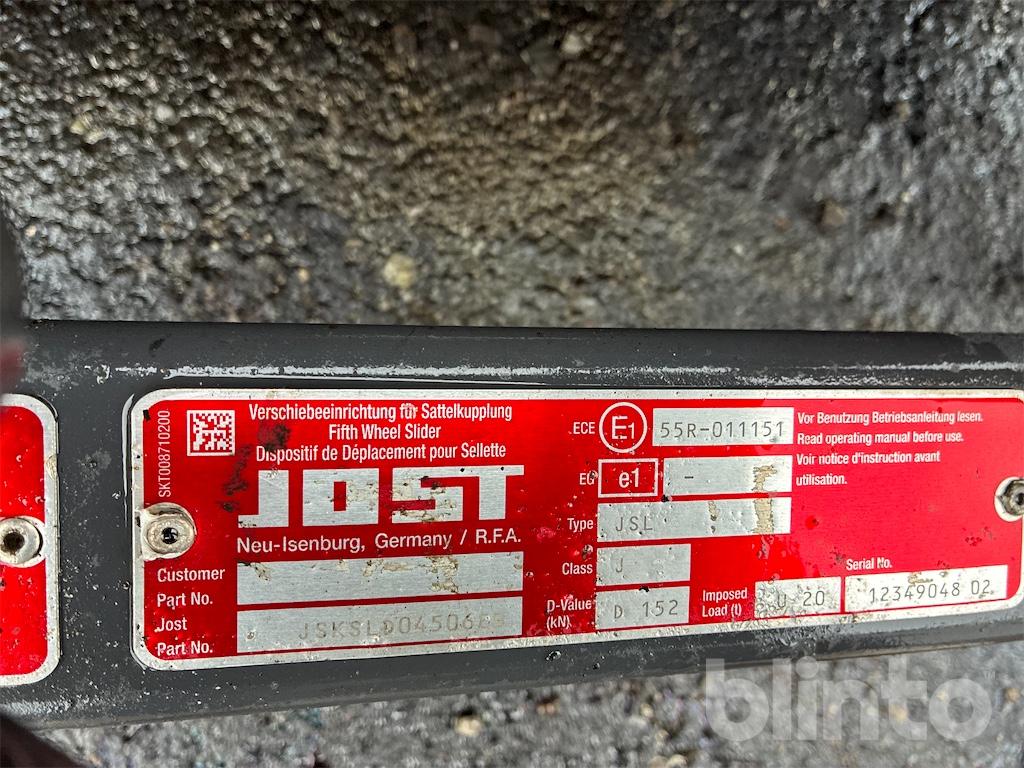 SKT008710200
Verschiebeeinrichtung für Sattelkupplung
Fifth Wheel Slider
Dispositif de Déplacement pour Sellette
JOST
Neu-Isenburg, Germany / R.F.A.
Customer
Part No.
Jost
Part No.
ECE E1 55R-011151
EG e1 -
Type JSL
Class J
D-Value
(kN) D 152
Imposed
Load (t) U 20
Vor Benutzung Betriebsanleitung lesen.
Read operating manual before use.
Voir notice d'instruction avant
utilisation.
Serial No.
12349048 02
blinto